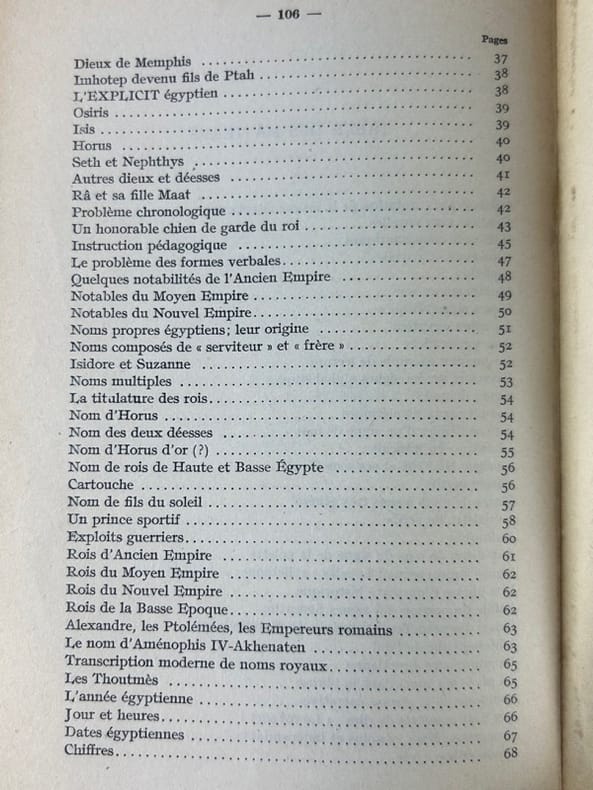 — 106 —
Pages
Dieux de Memphis .......... 37
Imhotep devenu fils de Ptah .......... 38
L'EXPLICIT égyptien .......... 38
Osiris .......... 39
Isis .......... 39
Horus .......... 40
Seth et Nephthys .......... 40
Autres dieux et déesses .......... 41
Râ et sa fille Maat .......... 42
Problème chronologique .......... 42
Un honorable chien de garde du roi .......... 43
Instruction pédagogique .......... 45
Le problème des formes verbales .......... 47
Quelques notabilités de l'Ancien Empire .......... 48
Notables du Moyen Empire .......... 49
Notables du Nouvel Empire .......... 50
Noms propres égyptiens; leur origine .......... 51
Noms composés de « serviteur » et « frère » .......... 52
Isidore et Suzanne .......... 52
Noms multiples .......... 53
La titulature des rois .......... 54
Nom d'Horus .......... 54
Nom des deux déesses .......... 54
Nom d'Horus d'or (?) .......... 55
Nom de rois de Haute et Basse Égypte .......... 56
Cartouche .......... 56
Nom de fils du soleil .......... 57
Un prince sportif .......... 58
Exploits guerriers .......... 60
Rois d'Ancien Empire .......... 61
Rois du Moyen Empire .......... 62
Rois du Nouvel Empire .......... 62
Rois de la Basse Epoque .......... 62
Alexandre, les Ptolémées, les Empereurs romains .......... 63
Le nom d'Aménophis IV-Akhenaten .......... 63
Transcription moderne de noms royaux .......... 65
Les Thoutmès .......... 65
L'année égyptienne .......... 66
Jour et heures .......... 66
Dates égyptiennes .......... 67
Chiffres .......... 68